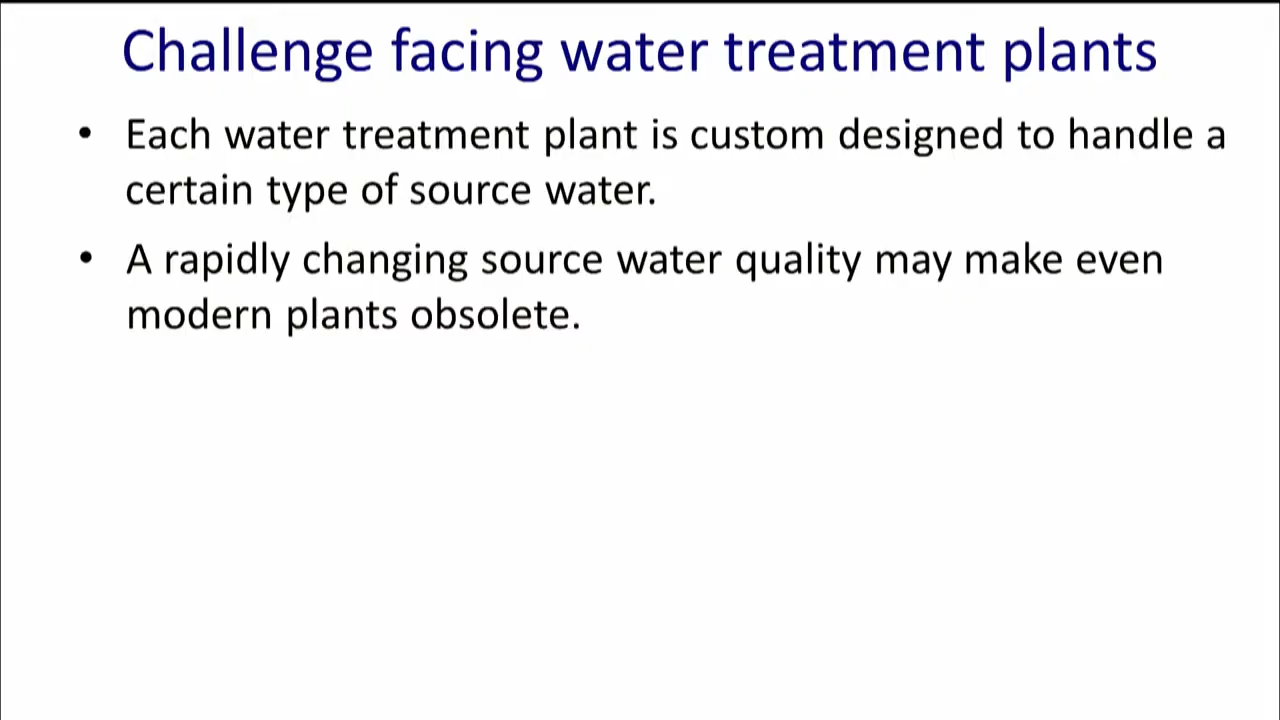 Challenge facing water treatment plants
• Each water treatment plant is custom designed to handle a
certain type of source water.
• A rapidly changing source water quality may make even
modern plants obsolete.